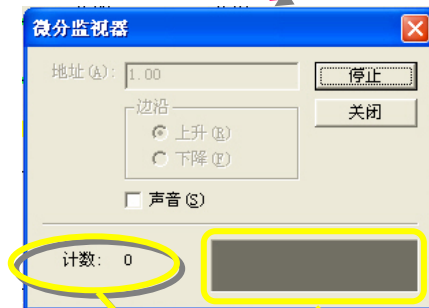 微分监视器
地址(A): 1.00
停止
边沿
关闭
上升(R)
下降(F)
声音(S)
计数: 0